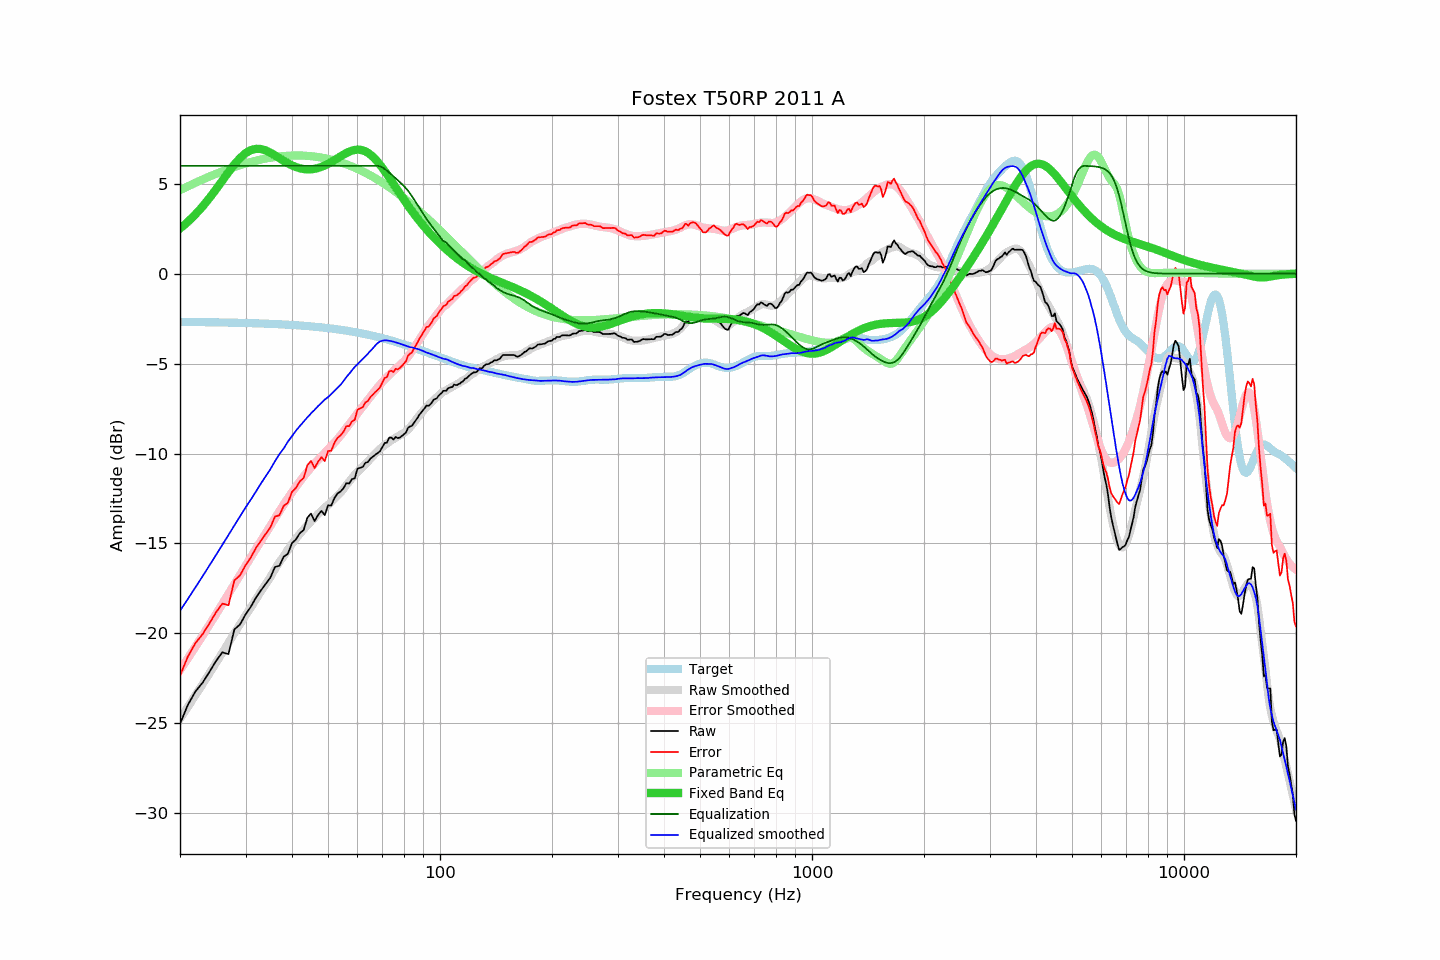 Fostex T50RP 2011 A
Amplitude (dBr)
5
0
−5
−10
−15
−20
−25
−30
Target
Raw Smoothed
Error Smoothed
Raw
Error
Parametric Eq
Fixed Band Eq
Equalization
Equalized smoothed
100
1000
10000
Frequency (Hz)